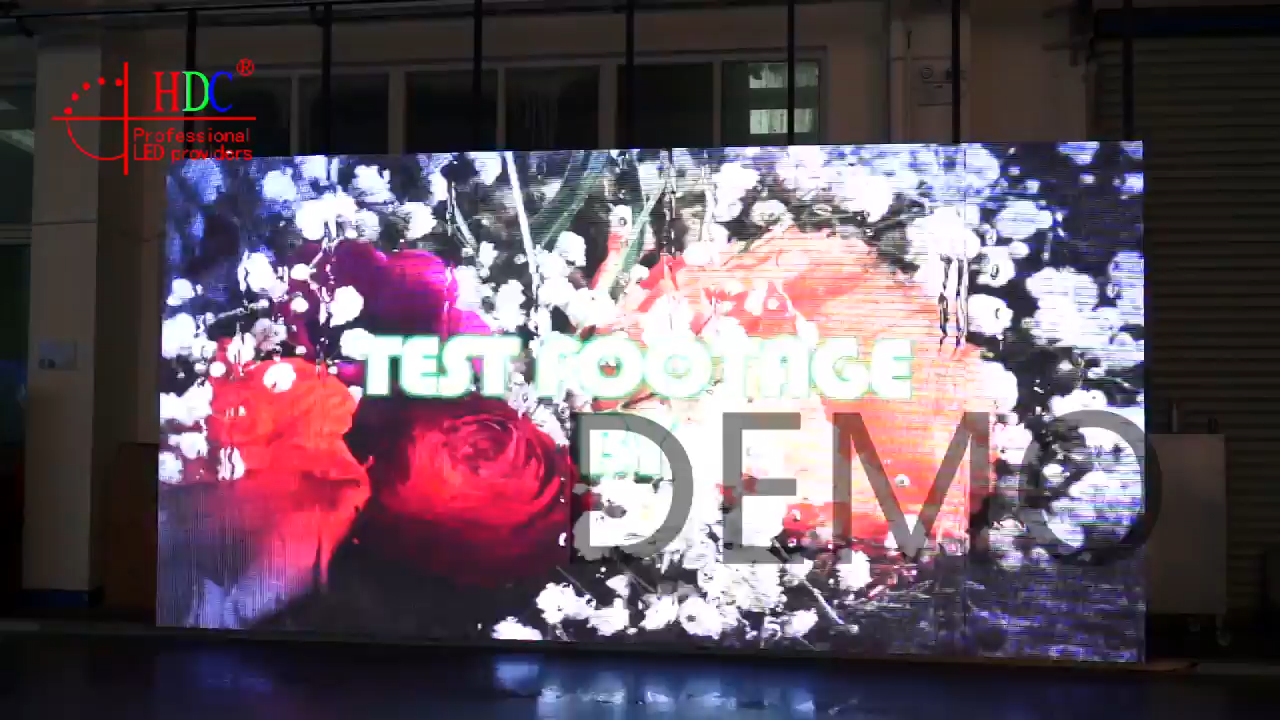 HDC®
Professional
LED providers
TEST FOOTAGE
DEMO